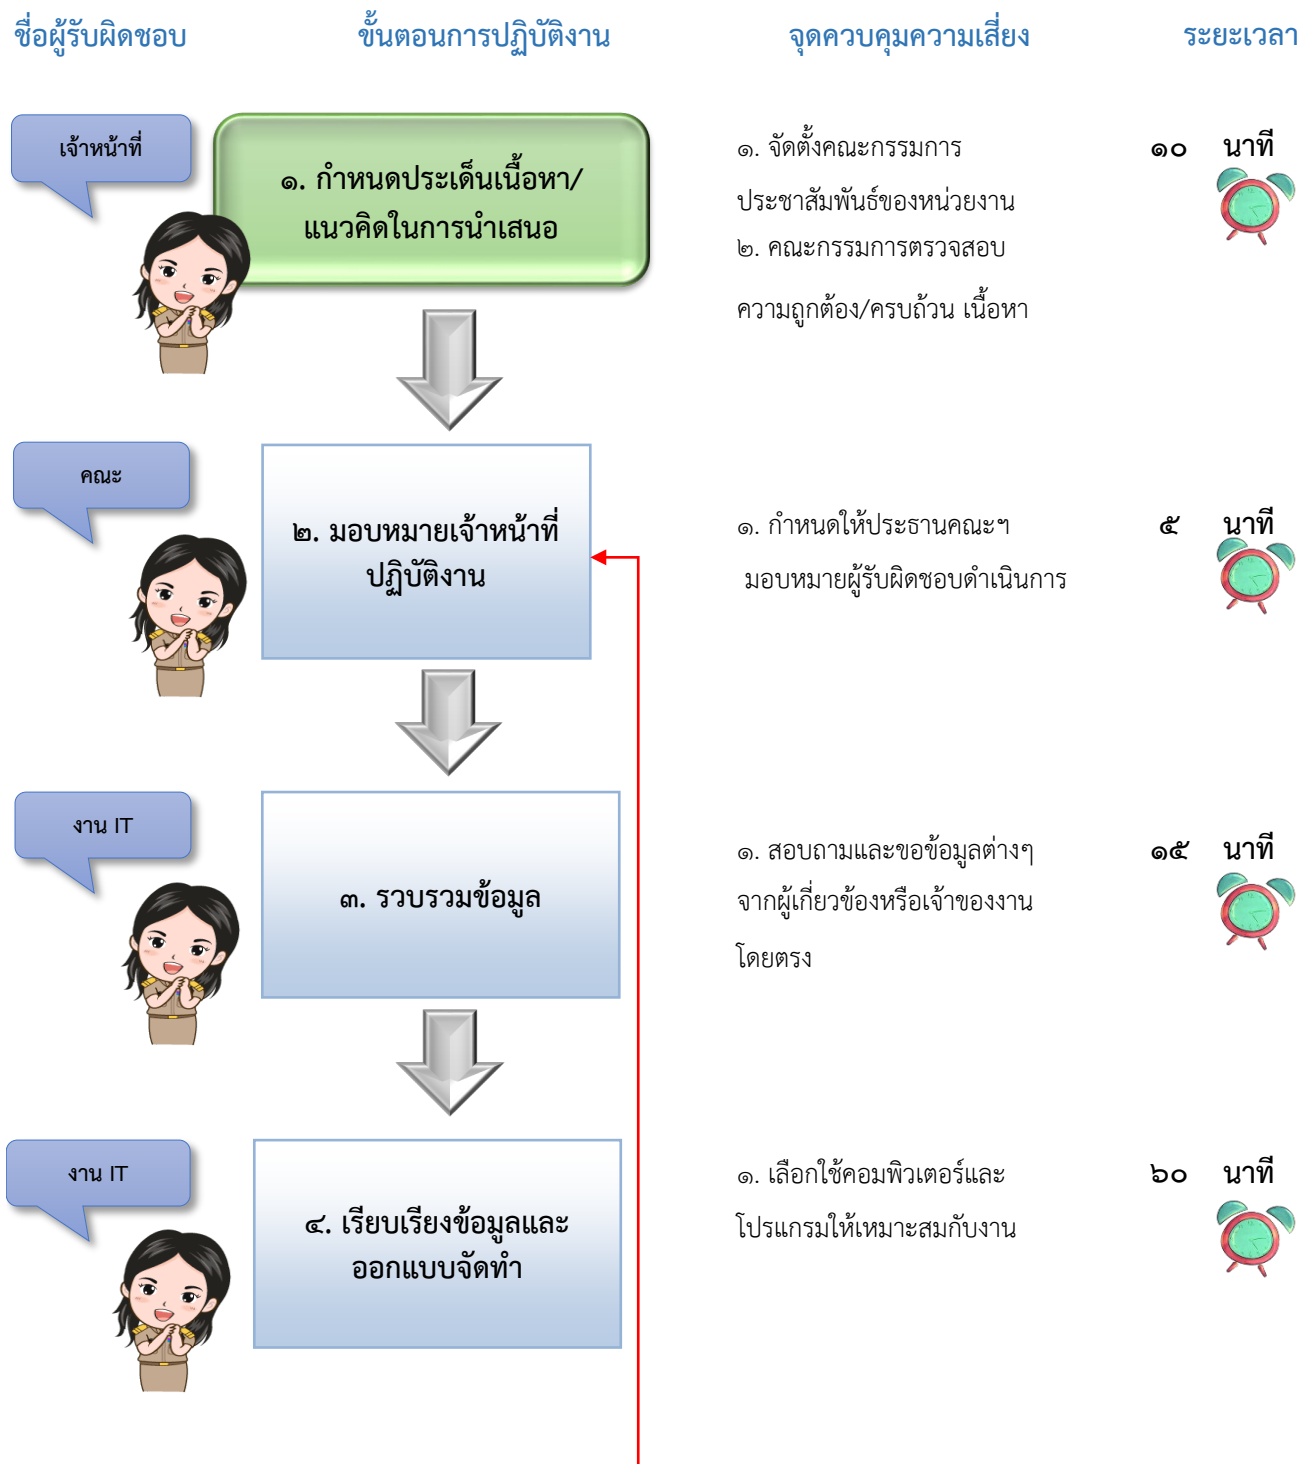 ชื่อผู้รับผิดชอบ ขั้นตอนการปฏิบัติงาน จุดควบคุมความเสี่ยง ระยะเวลา
เจ้าหน้าที่
๑. กำหนดประเด็นเนื้อหา/
แนวคิดในการนำเสนอ
๑. จัดตั้งคณะกรรมการ
ประชาสัมพันธ์ของหน่วยงาน
๒. คณะกรรมการตรวจสอบ
ความถูกต้อง/ครบถ้วน เนื้อหา
๑๐ นาที
คณะ
๒. มอบหมายเจ้าหน้าที่
ปฏิบัติงาน
๑. กำหนดให้ประธานคณะฯ
มอบหมายผู้รับผิดชอบดำเนินการ
๕ นาที
งาน IT
๓. รวบรวมข้อมูล
๑. สอบถามและขอข้อมูลต่างๆ
จากผู้เกี่ยวข้องหรือเจ้าของงาน
โดยตรง
๑๕ นาที
งาน IT
๔. เรียบเรียงข้อมูลและ
ออกแบบจัดทำ
๑. เลือกใช้คอมพิวเตอร์และ
โปรแกรมให้เหมาะสมกับงาน
๖๐ นาที